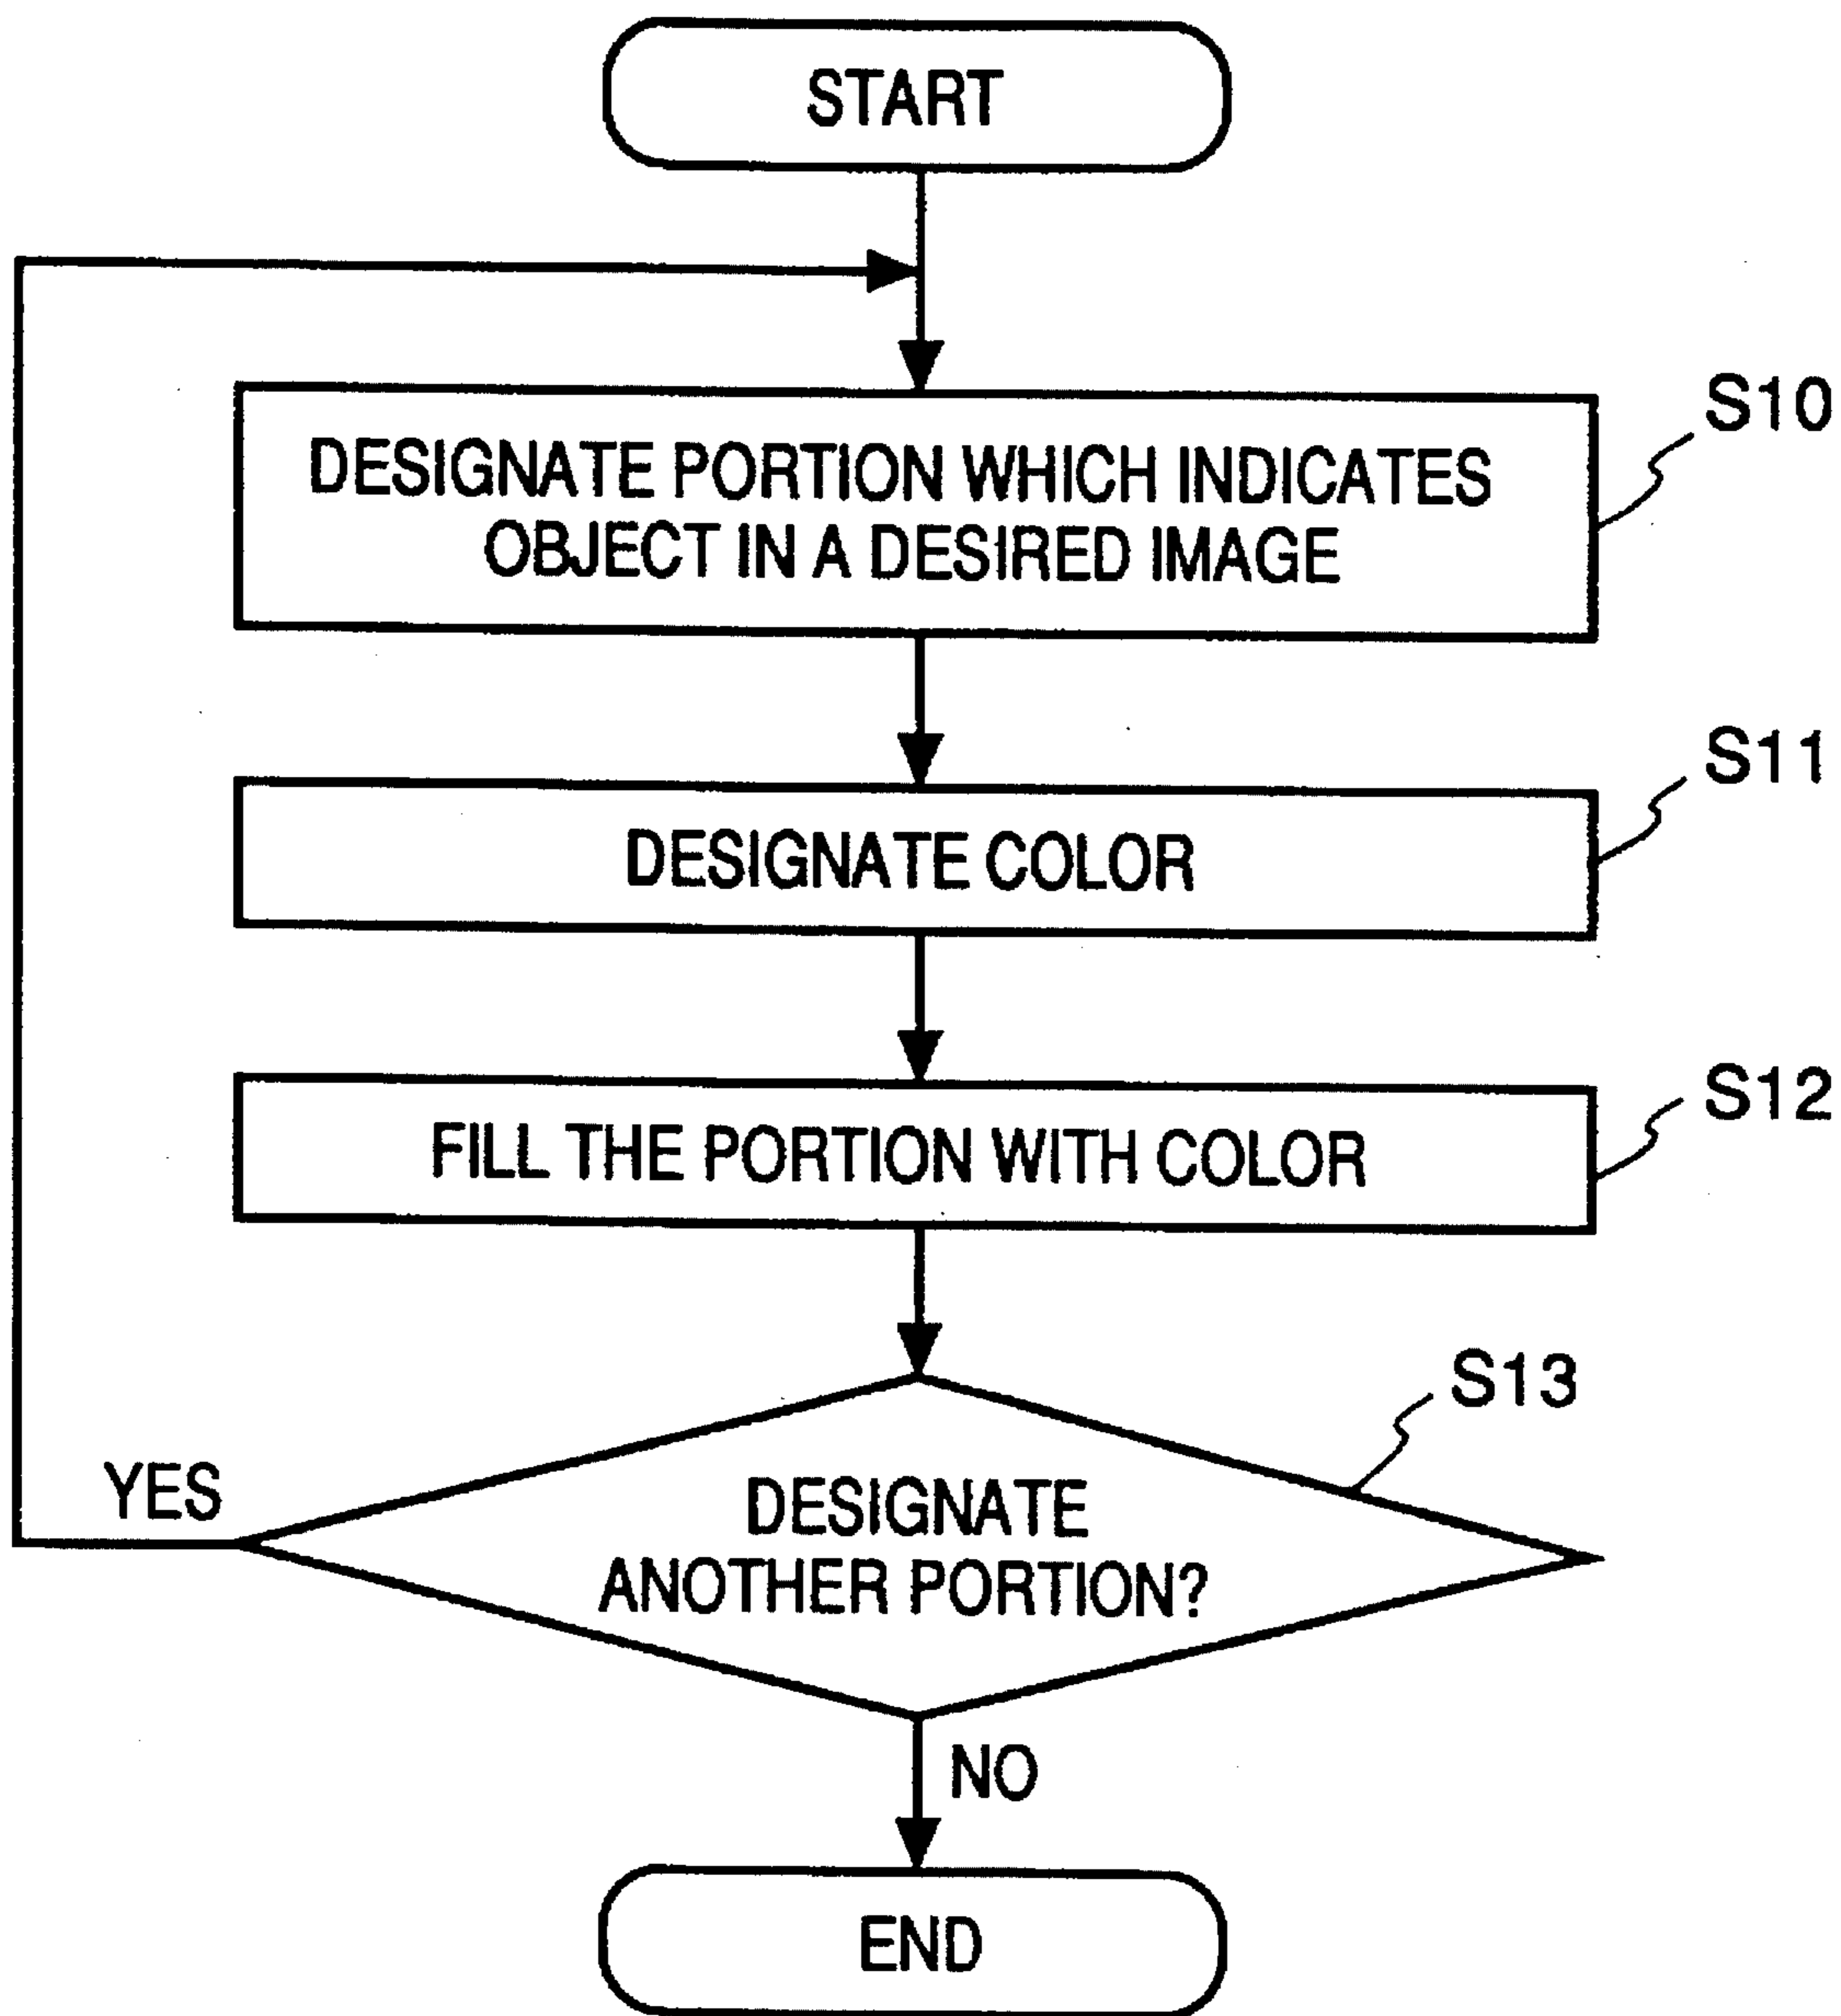 START
S10
DESIGNATE PORTION WHICH INDICATES
OBJECT IN A DESIRED IMAGE
S11
DESIGNATE COLOR
S12
FILL THE PORTION WITH COLOR
S13
YES
DESIGNATE
ANOTHER PORTION?
NO
END